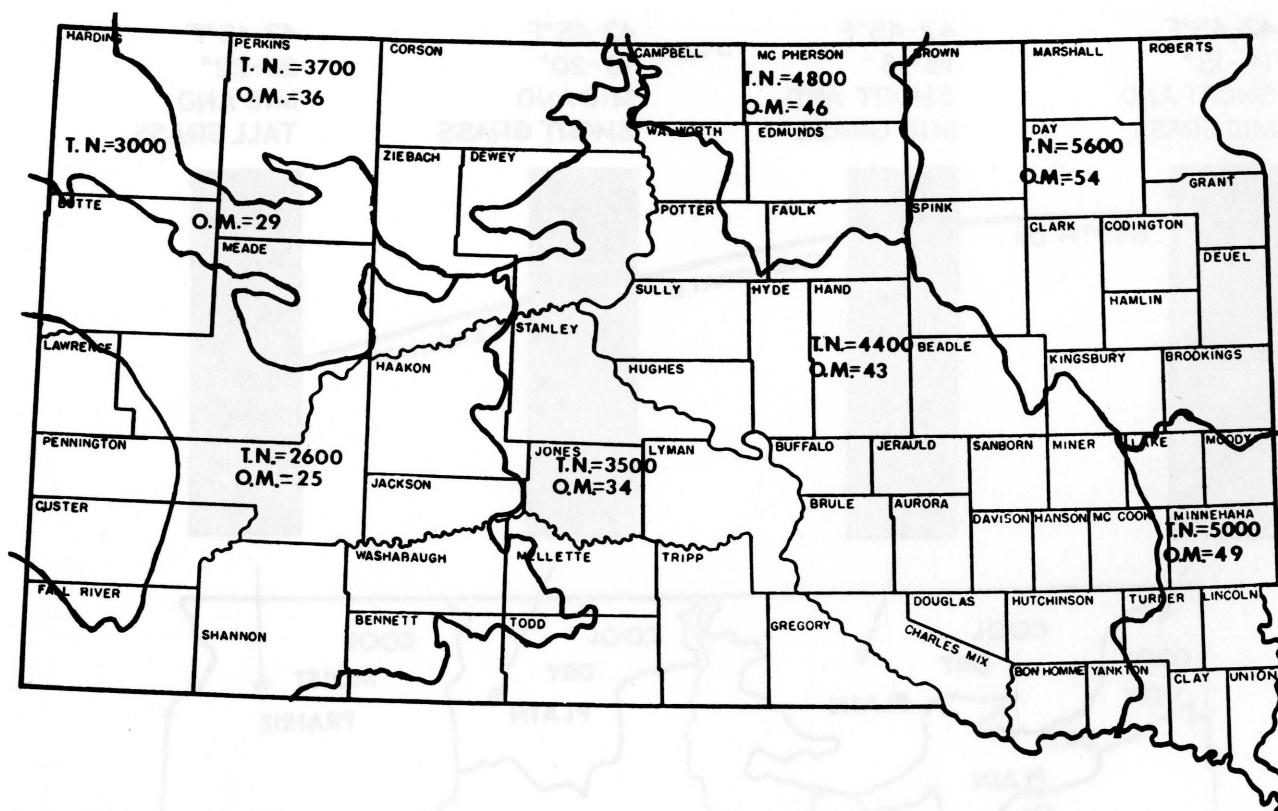 HARDING
PERKINS
CORSON
CAMPBELL
MC PHERSON
BROWN
MARSHALL
ROBERTS
T. N.=3700
O.M.=36
T.N.=4800
O.M.=46
T. N.=3000
ZIEBACH
DEWEY
WALWORTH
EDMUNDS
DAY
T.N=5600
O.M.=54
GRANT
BUTTE
O.M.=29
MEADE
POTTER
FAULK
SPINK
CLARK
CODINGTON
DEUEL
SULLY
HYDE
HAND
HAMLIN
STANLEY
LAWRENCE
HAAKON
HUGHES
T.N.=4400
O.M.=43
BEADLE
KINGSBURY
BROOKINGS
PENNINGTON
T.N.=2600
O.M.=25
JONES
T.N.=3500
O.M.=34
LYMAN
BUFFALO
JERAULD
SANBORN
MINER
LAKE
MOODY
JACKSON
CUSTER
BRULE
AURORA
DAVISON
HANSON
MC COOK
MINNEHAHA
T.N.=5000
O.M=49
WASHABAUGH
MELLETTE
TRIPP
FALL RIVER
SHANNON
BENNETT
TODD
GREGORY
DOUGLAS
CHARLES MIX
HUTCHINSON
TURNER
LINCOLN
BON HOMME
YANKTON
CLAY
UNION